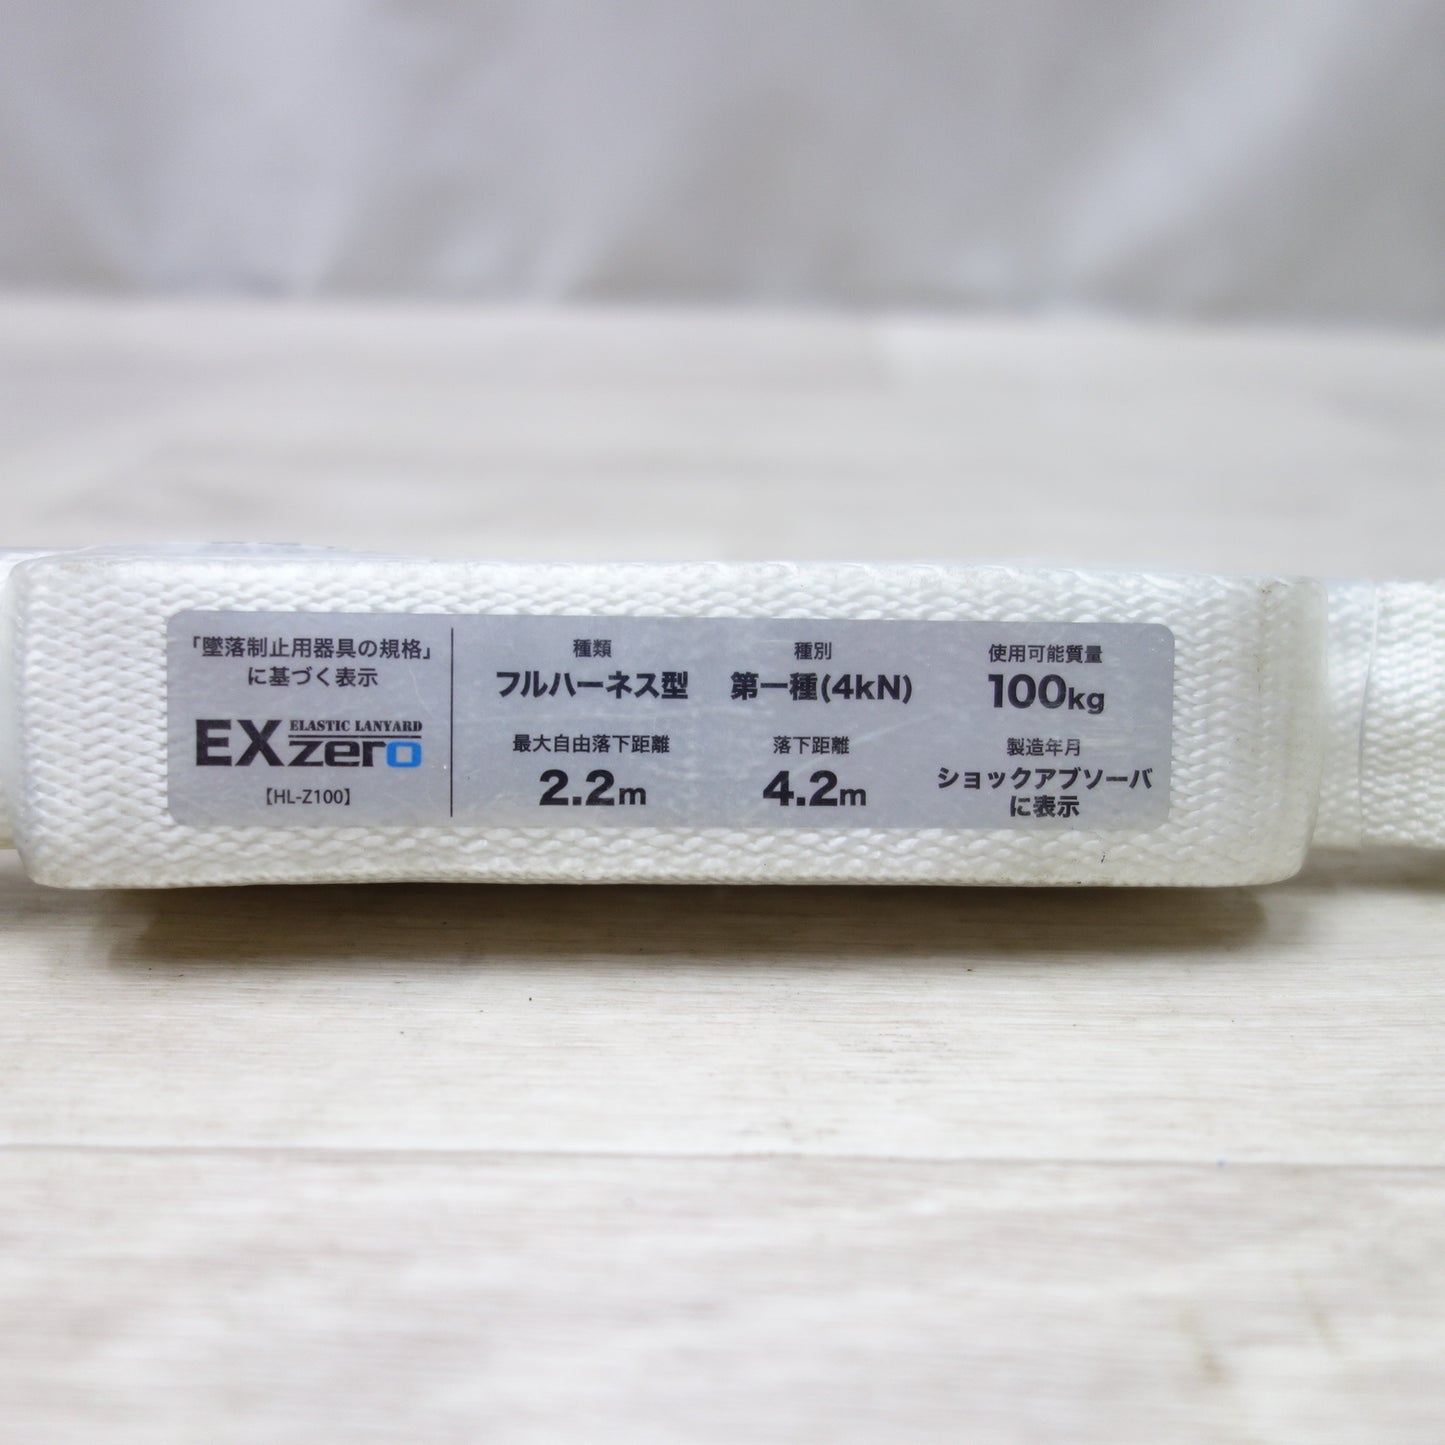 「墜落制止用器具の規格」
に基づく表示
EX ELASTIC LANYARD
zero
【HL-Z100】
種類
フルハーネス型
種別
第一種(4kN)
使用可能質量
100kg
最大自由落下距離
2.2m
落下距離
4.2m
製造年月
ショックアブソーバ
に表示